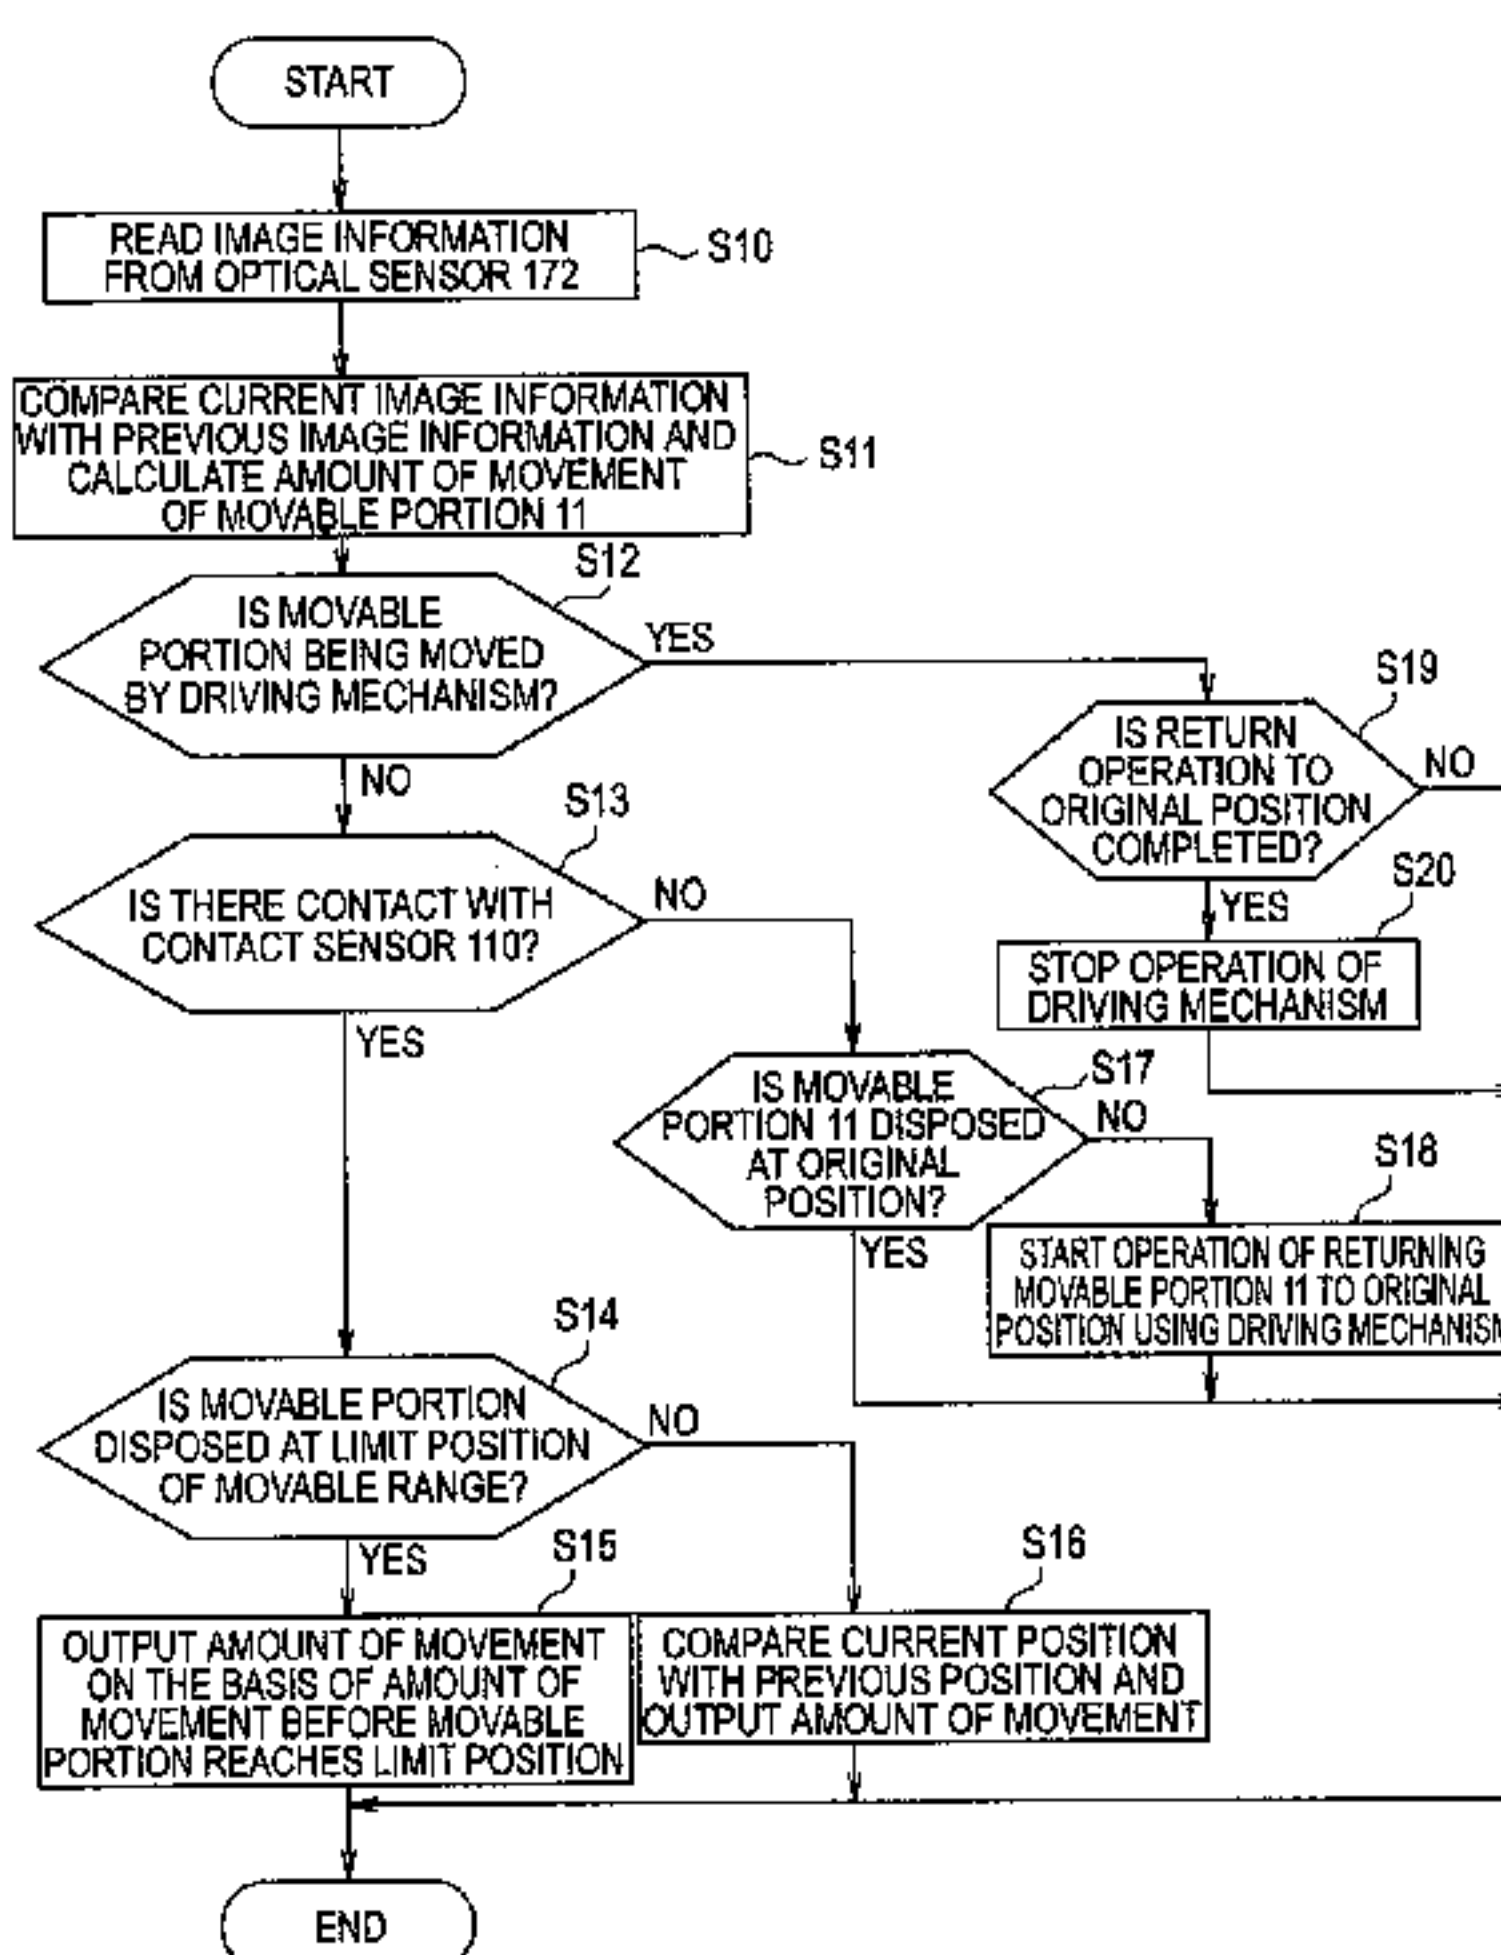 START
READ IMAGE INFORMATION
FROM OPTICAL SENSOR 172
S10
COMPARE CURRENT IMAGE INFORMATION
WITH PREVIOUS IMAGE INFORMATION AND
CALCULATE AMOUNT OF MOVEMENT
OF MOVABLE PORTION 11
S11
S12
IS MOVABLE
PORTION BEING MOVED
BY DRIVING MECHANISM?
YES
NO
S19
IS RETURN
OPERATION TO
ORIGINAL POSITION
COMPLETED?
NO
YES
S20
STOP OPERATION OF
DRIVING MECHANISM
S13
IS THERE CONTACT WITH
CONTACT SENSOR 110?
NO
YES
S17
IS MOVABLE
PORTION 11 DISPOSED
AT ORIGINAL
POSITION?
NO
YES
S18
START OPERATION OF RETURNING
MOVABLE PORTION 11 TO ORIGINAL
POSITION USING DRIVING MECHANISM
S14
IS MOVABLE PORTION
DISPOSED AT LIMIT POSITION
OF MOVABLE RANGE?
NO
YES
S15
OUTPUT AMOUNT OF MOVEMENT
ON THE BASIS OF AMOUNT OF
MOVEMENT BEFORE MOVABLE
PORTION REACHES LIMIT POSITION
S16
COMPARE CURRENT POSITION
WITH PREVIOUS POSITION AND
OUTPUT AMOUNT OF MOVEMENT
END